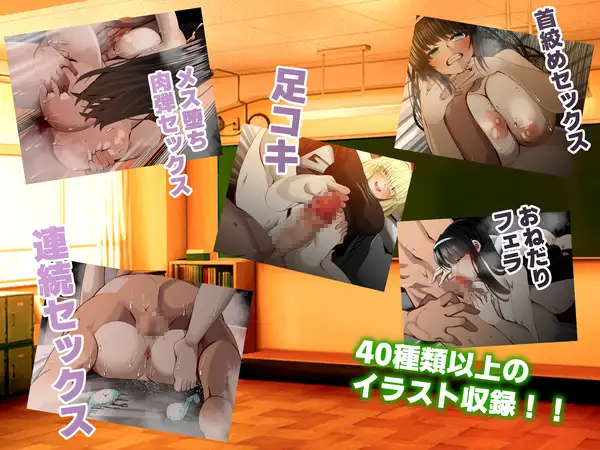 メス堕ち
肉弾セックス
足コキ
首絞めセックス
おねだり
フェラ
連続セックス
40種類以上の
イラスト収録！！